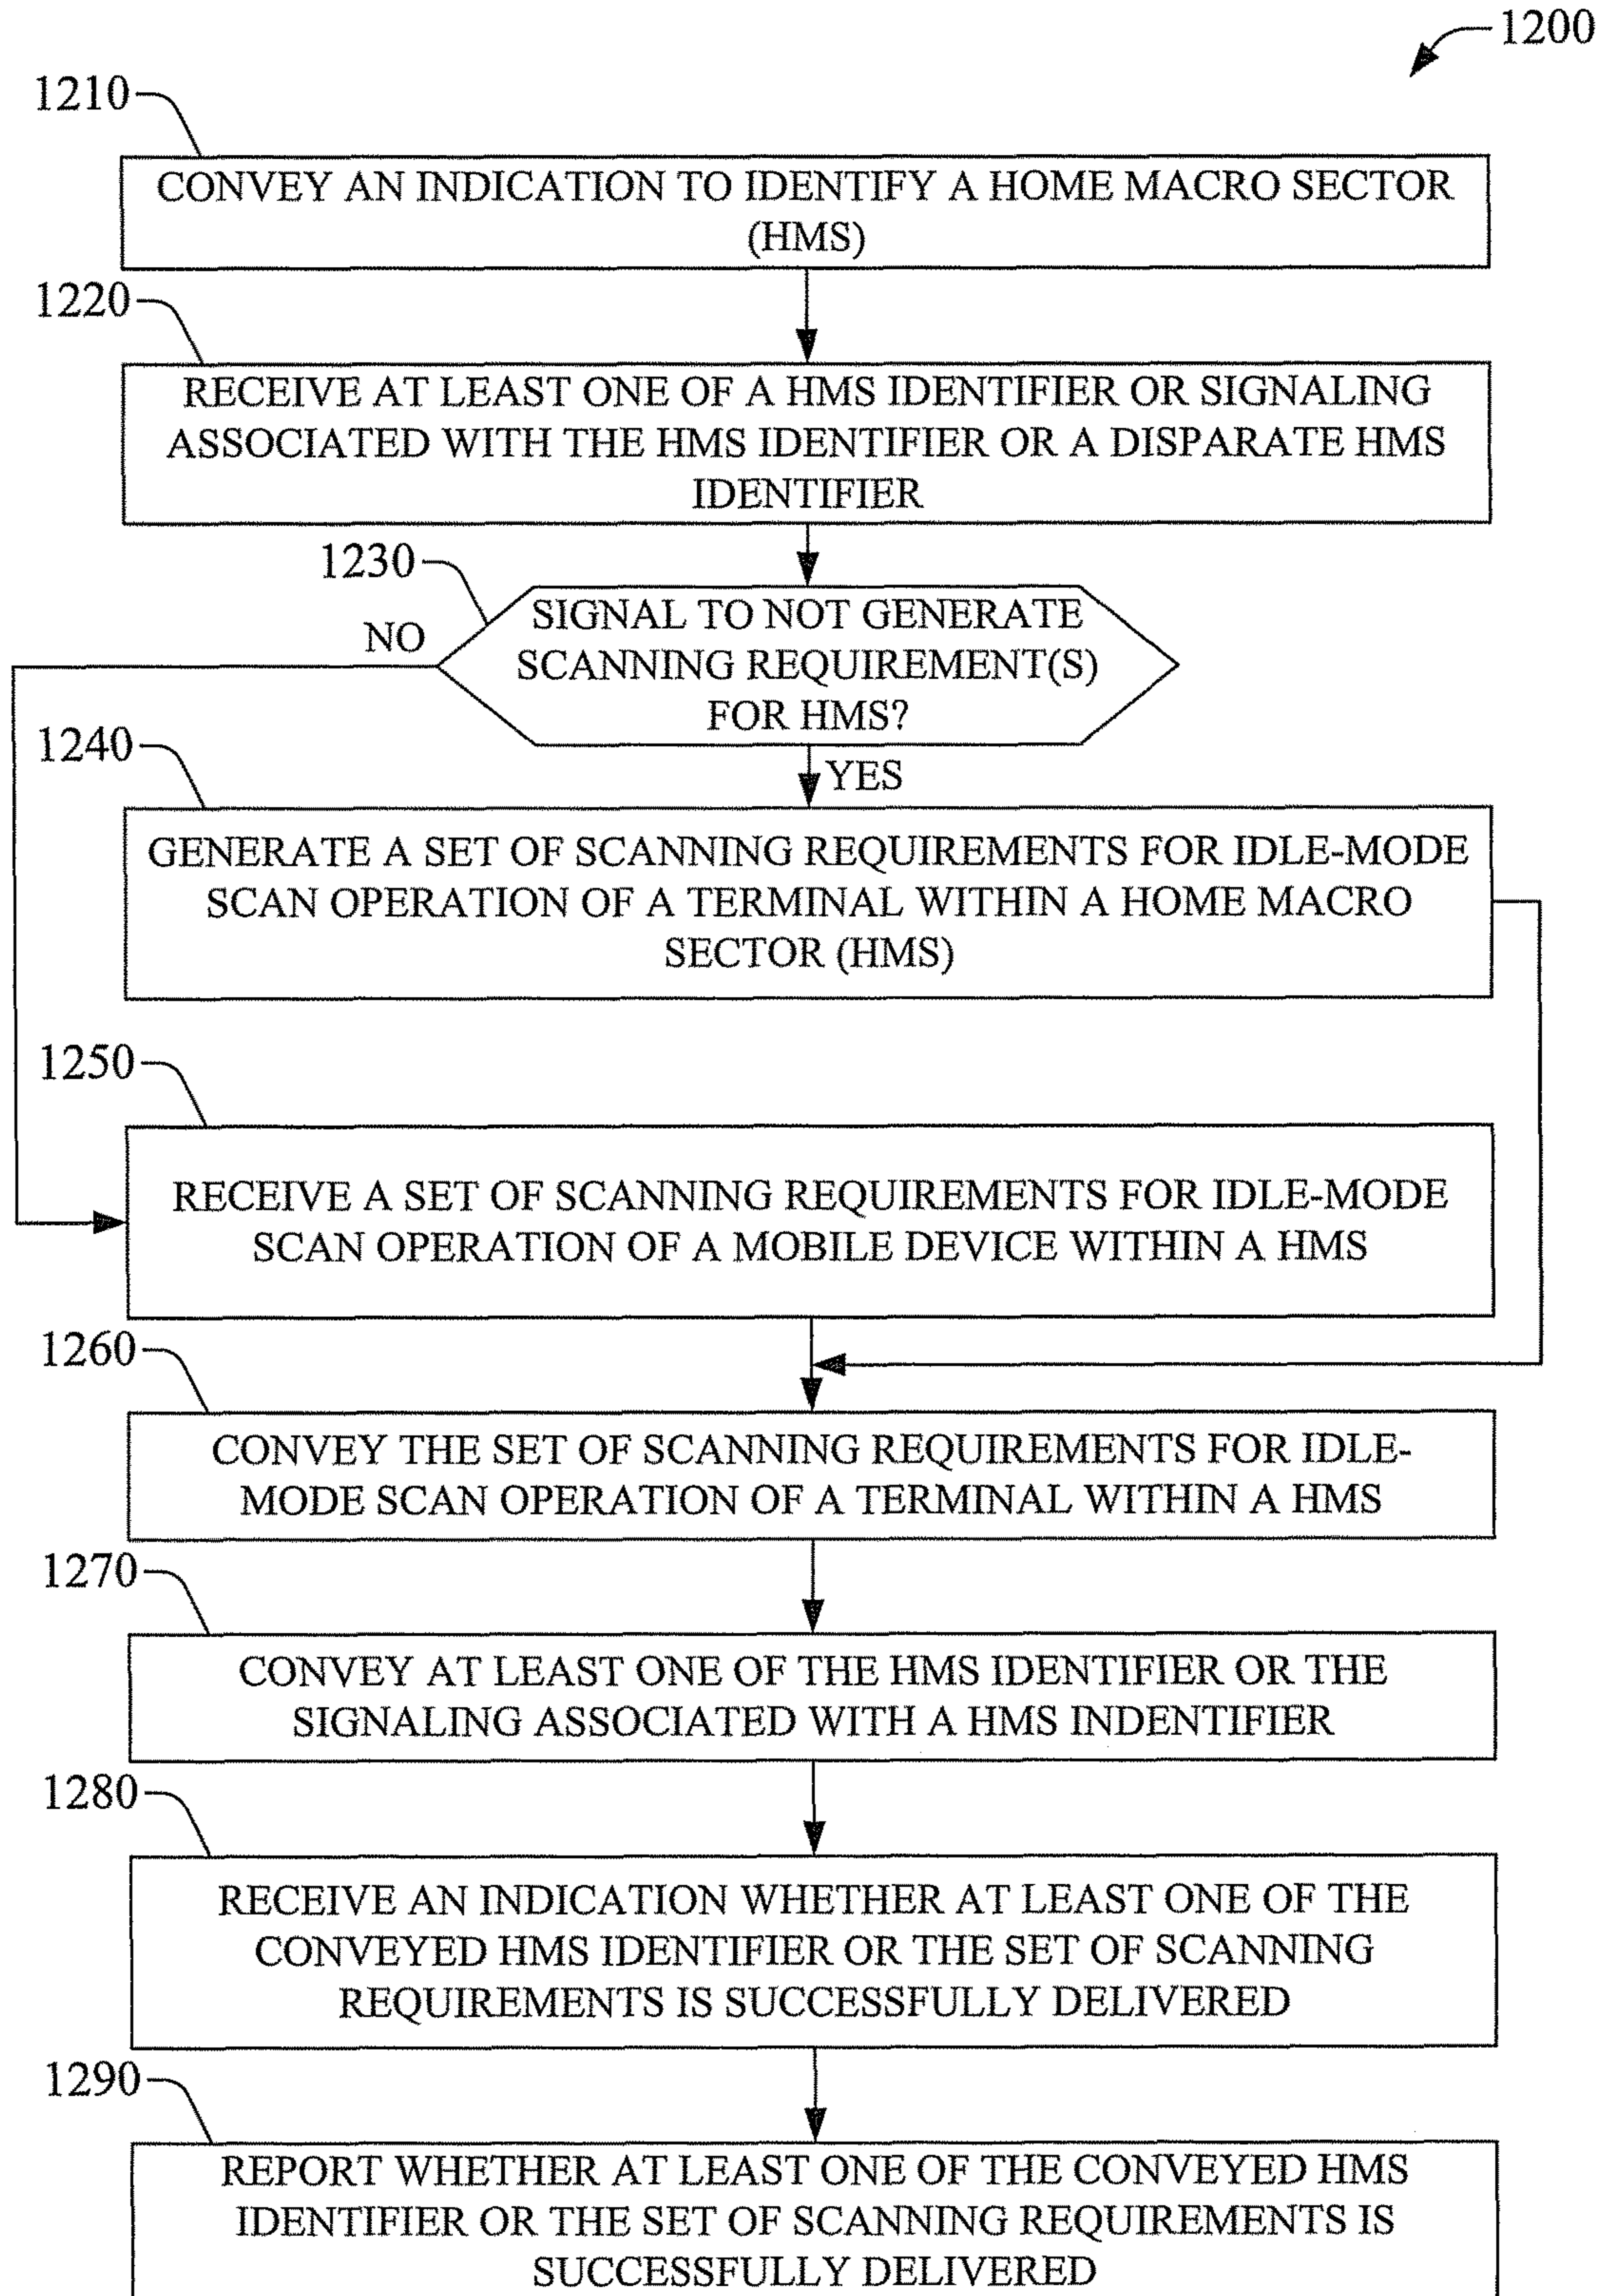 1200
1210
CONVEY AN INDICATION TO IDENTIFY A HOME MACRO SECTOR
(HMS)
1220
RECEIVE AT LEAST ONE OF A HMS IDENTIFIER OR SIGNALING
ASSOCIATED WITH THE HMS IDENTIFIER OR A DISPARATE HMS
IDENTIFIER
1230
NO
SIGNAL TO NOT GENERATE
SCANNING REQUIREMENT(S)
FOR HMS?
1240
YES
GENERATE A SET OF SCANNING REQUIREMENTS FOR IDLE-MODE
SCAN OPERATION OF A TERMINAL WITHIN A HOME MACRO
SECTOR (HMS)
1250
RECEIVE A SET OF SCANNING REQUIREMENTS FOR IDLE-MODE
SCAN OPERATION OF A MOBILE DEVICE WITHIN A HMS
1260
CONVEY THE SET OF SCANNING REQUIREMENTS FOR IDLE-
MODE SCAN OPERATION OF A TERMINAL WITHIN A HMS
1270
CONVEY AT LEAST ONE OF THE HMS IDENTIFIER OR THE
SIGNALING ASSOCIATED WITH A HMS INDENTIFIER
1280
RECEIVE AN INDICATION WHETHER AT LEAST ONE OF THE
CONVEYED HMS IDENTIFIER OR THE SET OF SCANNING
REQUIREMENTS IS SUCCESSFULLY DELIVERED
1290
REPORT WHETHER AT LEAST ONE OF THE CONVEYED HMS
IDENTIFIER OR THE SET OF SCANNING REQUIREMENTS IS
SUCCESSFULLY DELIVERED